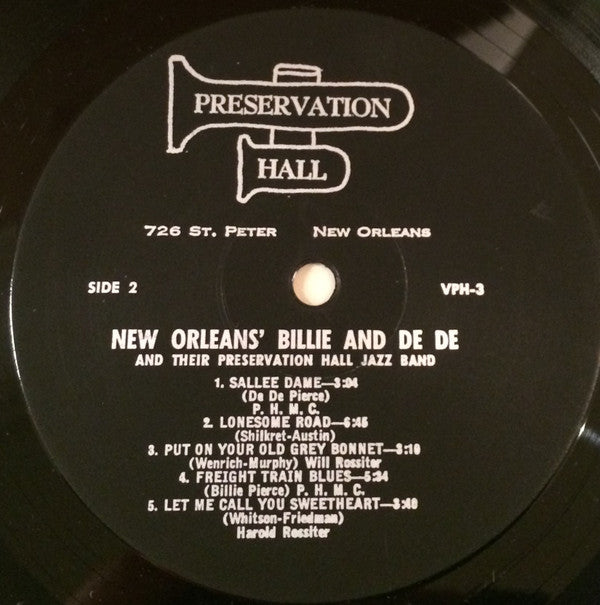 PRESERVATION
HALL
726 ST. PETER NEW ORLEANS
SIDE 2 VPH-3
NEW ORLEANS' BILLIE AND DE DE
AND THEIR PRESERVATION HALL JAZZ BAND
1. SALLEE DAME—3:04
(De De Pierce)
P. H. M. C.
2. LONESOME ROAD—6:45
(Shilkret-Austin)
3. PUT ON YOUR OLD GREY BONNET—3:10
(Wenrich-Murphy) Will Rossiter
4. FREIGHT TRAIN BLUES—5:34
(Billie Pierce) P. H. M. C.
5. LET ME CALL YOU SWEETHEART—3:40
(Whitson-Friedman)
Harold Rossiter